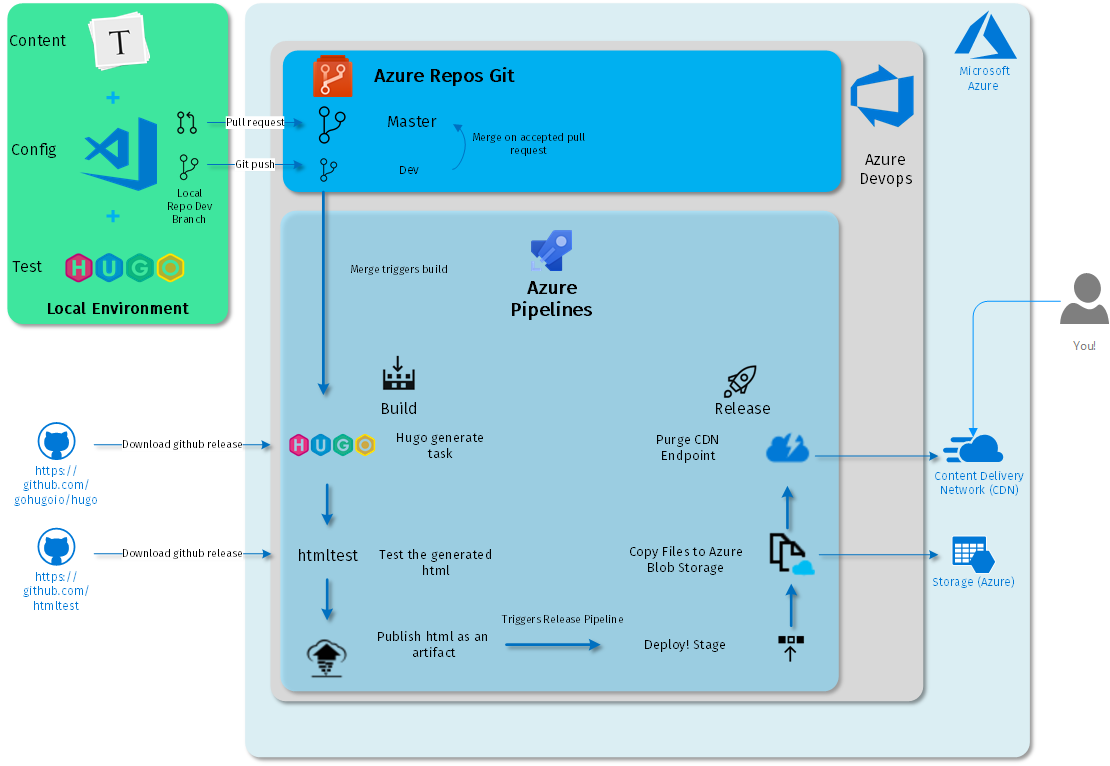 Content
T
Config
Local
Repo Dev
Branch
Test
HUGO
Local Environment
Pull request
Git push
Azure Repos Git
Master
Dev
Merge on accepted pull
request
Azure
Devops
Microsoft
Azure
Merge triggers build
Azure
Pipelines
Build
Release
Download github release
https://
github.com/
gohugoio/hugo
HUGO
Hugo generate
task
Download github release
https://
github.com/
htmltest
htmltest
Test the generated
html
Publish html as an
artifact
Triggers Release Pipeline
Deploy! Stage
Copy Files to Azure
Blob Storage
Purge CDN
Endpoint
Content Delivery
Network (CDN)
Storage (Azure)
You!